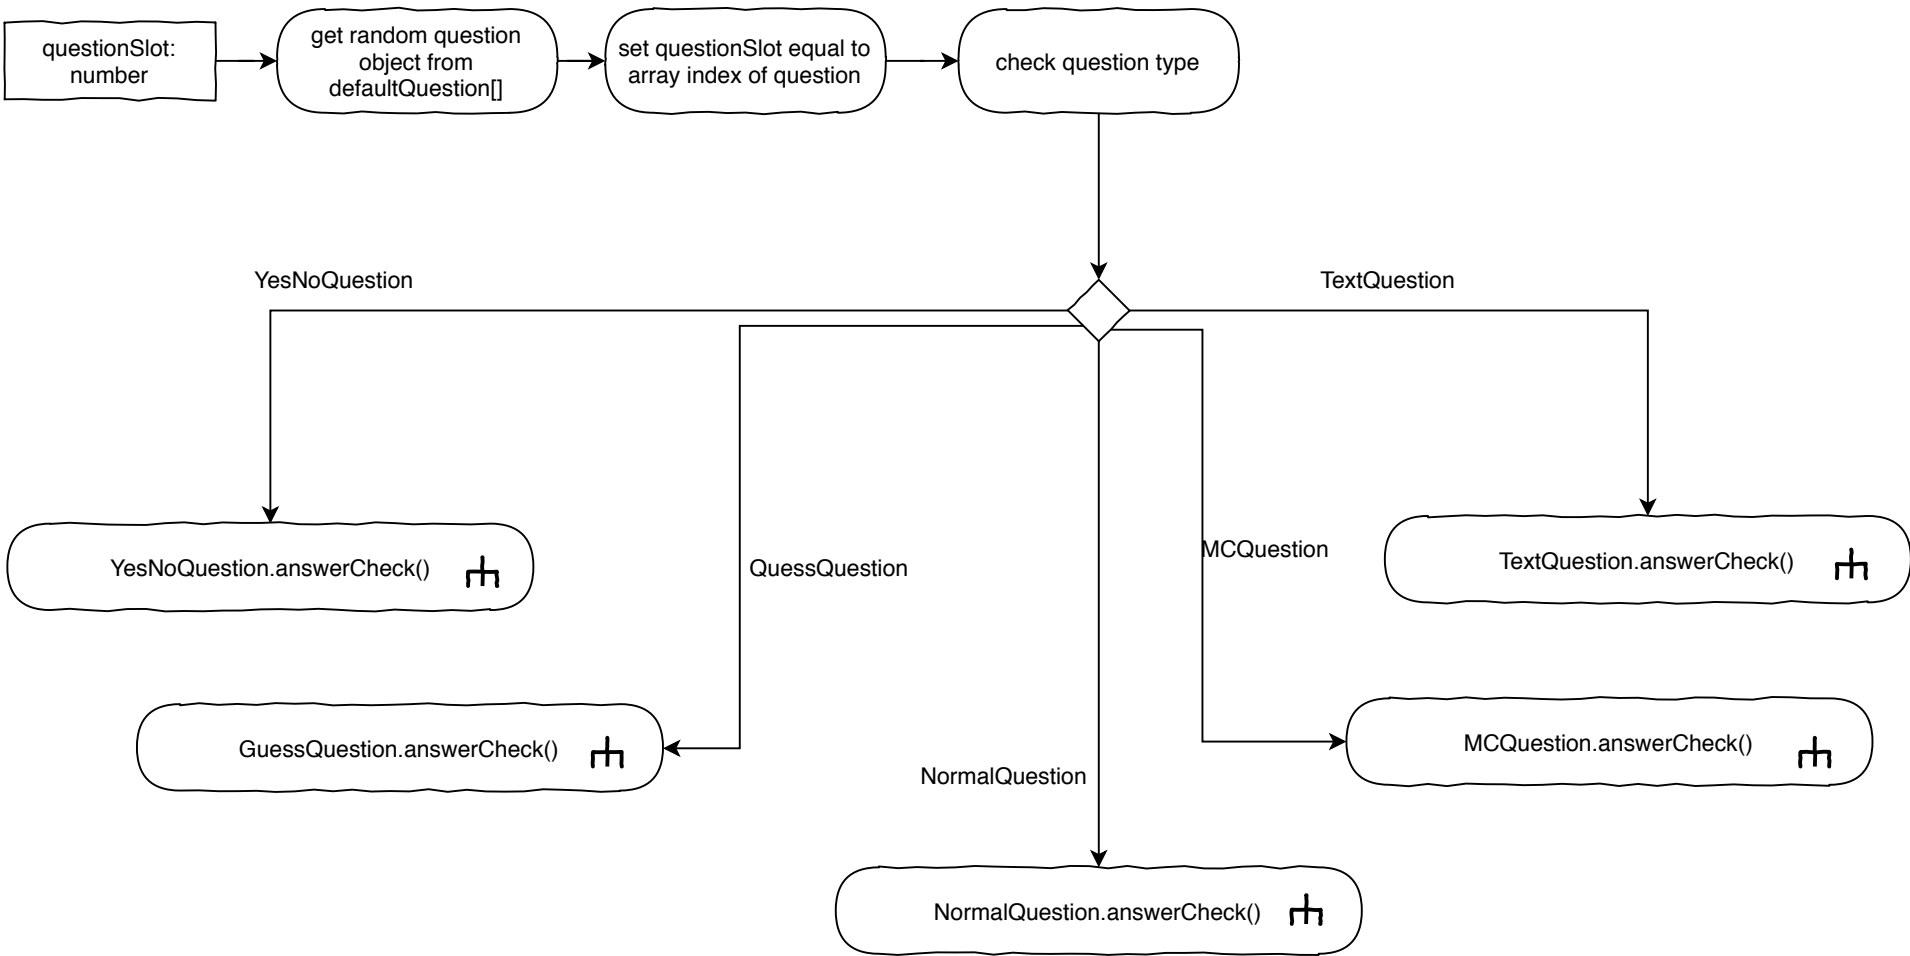 questionSlot:
number
get random question
object from
defaultQuestion[]
set questionSlot equal to
array index of question
check question type
YesNoQuestion
TextQuestion
QuessQuestion
MCQuestion
NormalQuestion
YesNoQuestion.answerCheck()
TextQuestion.answerCheck()
GuessQuestion.answerCheck()
MCQuestion.answerCheck()
NormalQuestion.answerCheck()